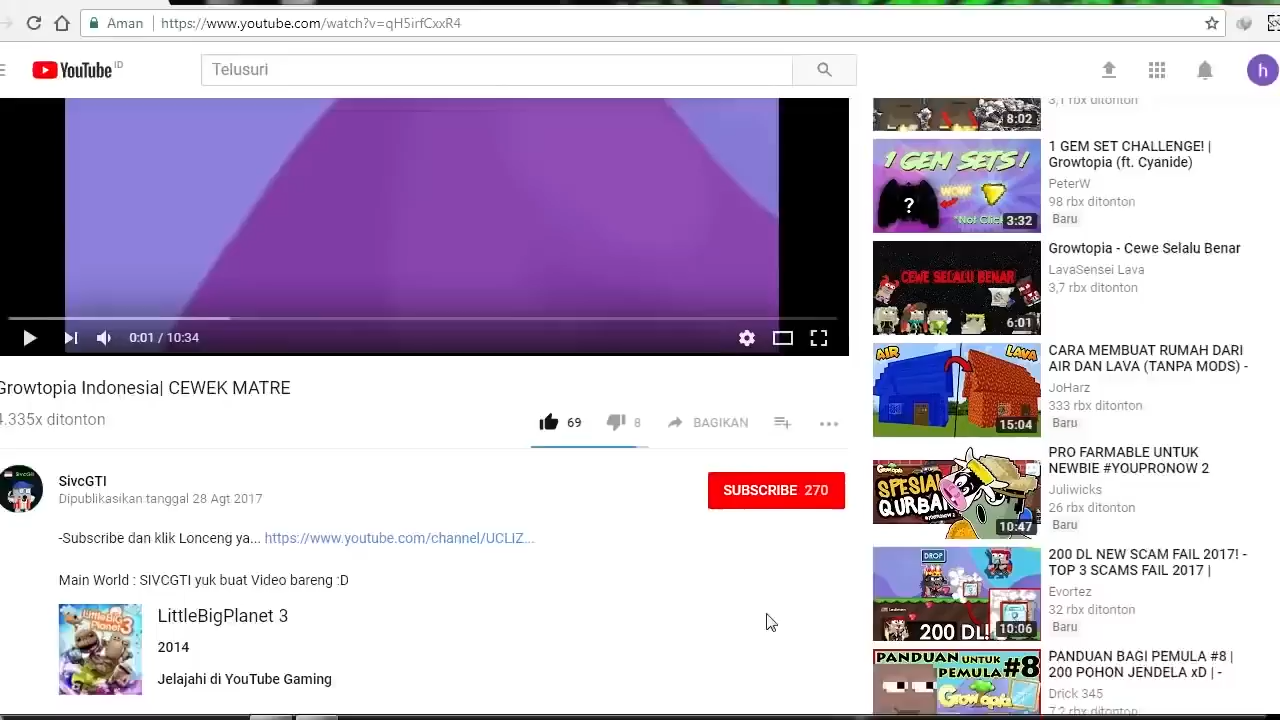 Aman
https://www.youtube.com/watch?v=qH5irfCxxR4
YouTube ID
Telusuri
h
0:01 / 10:34
Growtopia Indonesia| CEWEK MATRE
4.335x ditonton
69
8
BAGIKAN
SivcGTI
Dipublikasikan tanggal 28 Agt 2017
SUBSCRIBE 270
-Subscribe dan klik Lonceng ya... https://www.youtube.com/channel/UCLIZ...
Main World : SIVCGTI yuk buat Video bareng :D
LittleBigPlanet 3
2014
Jelajahi di YouTube Gaming
3,1 rbx ditonton
8:02
1 GEM SETS!
WOW!
?
*Not Clic
3:32
1 GEM SET CHALLENGE! |
Growtopia (ft. Cyanide)
PeterW
98 rbx ditonton
Baru
CEWE SELALU BENAR
6:01
Growtopia - Cewe Selalu Benar
LavaSensei Lava
3,7 rbx ditonton
AIR
LAVA
15:04
CARA MEMBUAT RUMAH DARI
AIR DAN LAVA (TANPA MODS) -
JoHarz
333 rbx ditonton
Baru
SPESIAL
QURBAN
10:47
PRO FARMABLE UNTUK
NEWBIE #YOUPRONOW 2
Juliwicks
26 rbx ditonton
Baru
DROP
200 DL!
10:06
200 DL NEW SCAM FAIL 2017! -
TOP 3 SCAMS FAIL 2017 |
Evortez
32 rbx ditonton
Baru
PANDUAN UNTUK
PEMULA #8
Growtopia
PANDUAN BAGI PEMULA #8 |
200 POHON JENDELA xD | -
Drick 345